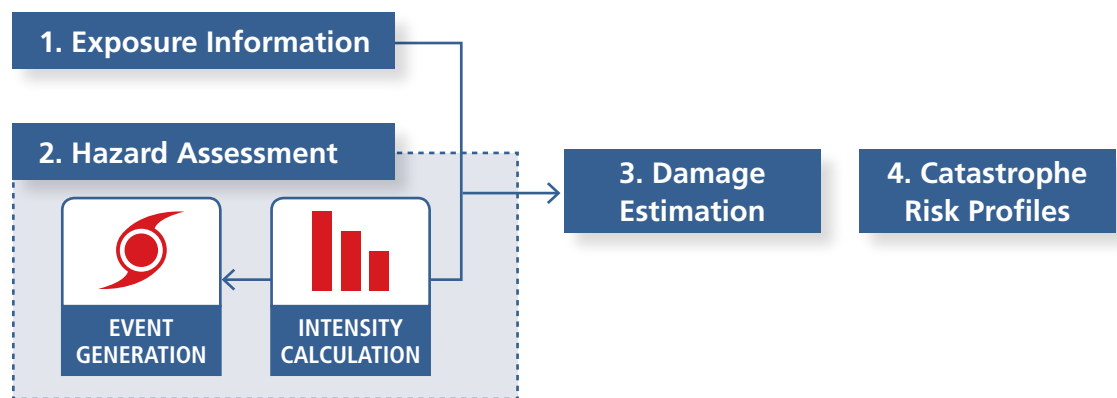 1. Exposure Information
2. Hazard Assessment
EVENT
GENERATION
INTENSITY
CALCULATION
3. Damage
Estimation
4. Catastrophe
Risk Profiles